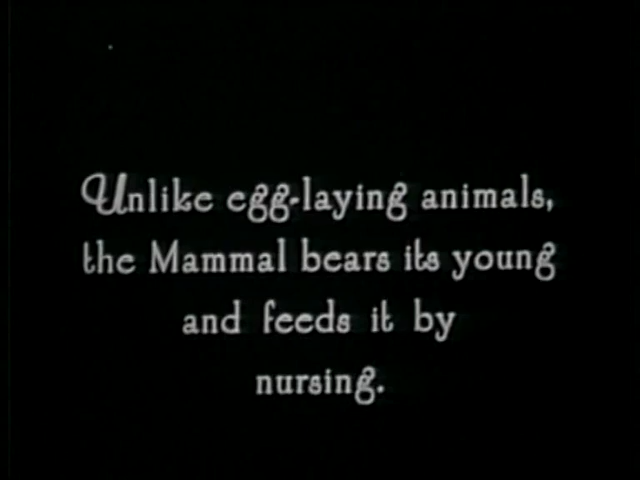 Unlike egg-laying animals,
the Mammal bears its young
and feeds it by
nursing.